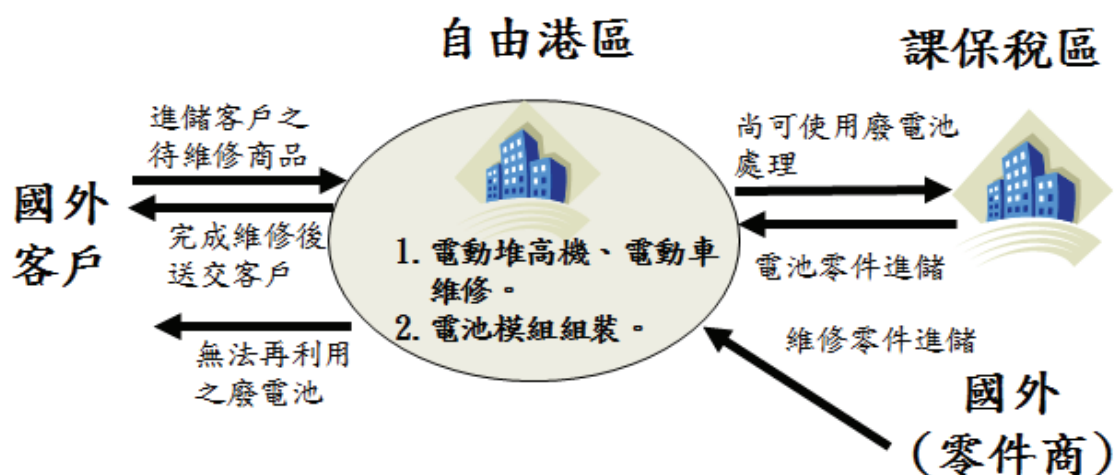 自由港區
課保稅區
進儲客戶之
待維修商品
尚可使用廢電池
處理
國外
客戶
完成維修後
送交客戶
1. 電動堆高機、電動車
維修。
2. 電池模組組裝。
電池零件進儲
無法再利用
之廢電池
維修零件進儲
國外
(零件商)